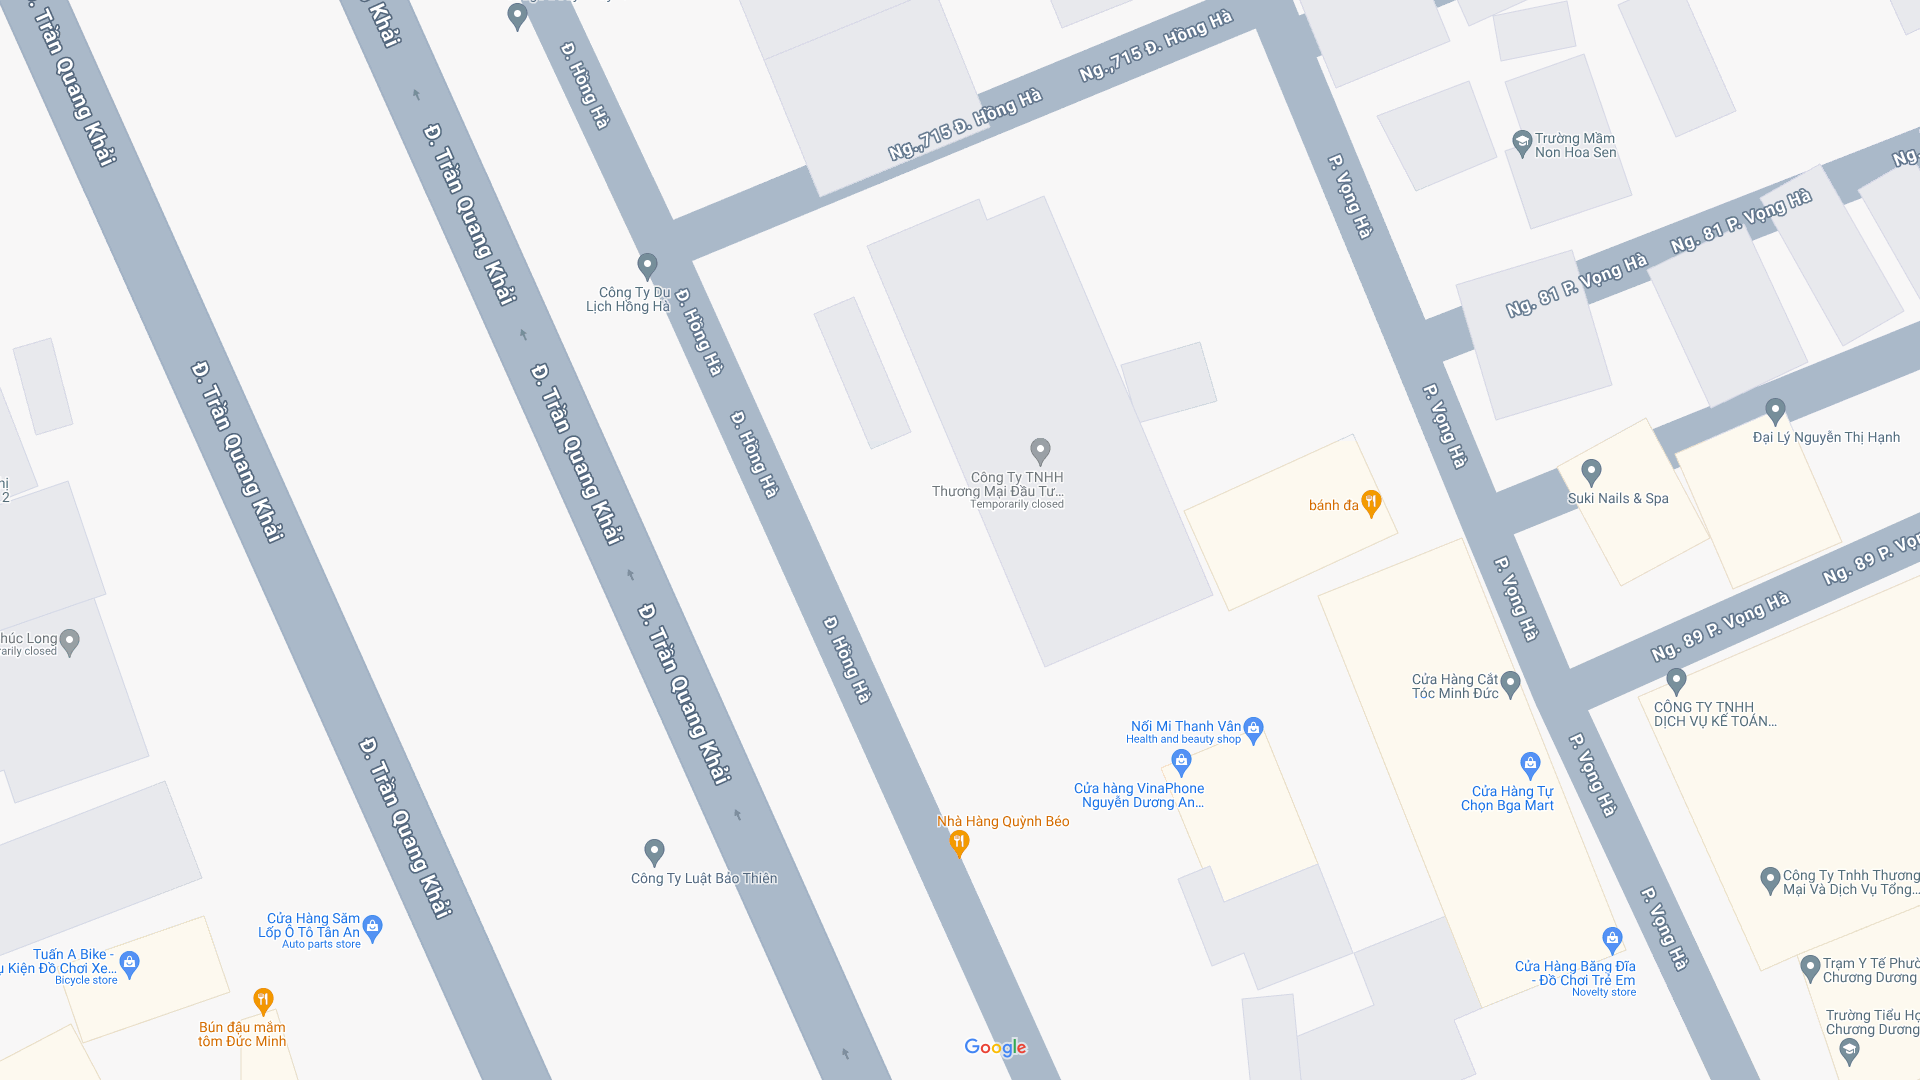 Đ. Trần Quang Khải
Khải
Đ. Hồng Hà
Ng.,715 Đ. Hồng Hà
Ng.,715 Đ. Hồng Hà
P. Vọng Hà
Trường Mầm
Non Hoa Sen
Ng.
Đ. Trần Quang Khải
Ng. 81 P. Vọng Hà
Ng. 81 P. Vọng Hà
Công Ty Du
Lịch Hồng Hà
Đ. Hồng Hà
Đ. Trần Quang Khải
Đ. Trần Quang Khải
Đ. Hồng Hà
P. Vọng Hà
Đại Lý Nguyễn Thị Hạnh
Công Ty TNHH
Thương Mại Đầu Tư...
Temporarily closed
bánh đa
Suki Nails & Spa
2
P. Vọng Hà
Ng. 89 P. Vọng
Ng. 89 P. Vọng Hà
húc Long
rarily closed
Đ. Trần Quang Khải
Đ. Hồng Hà
Cửa Hàng Cắt
Tóc Minh Đức
CÔNG TY TNHH
DỊCH VỤ KẾ TOÁN...
Nối Mi Thanh Vân
Health and beauty shop
Cửa hàng VinaPhone
Nguyễn Dương An...
Cửa Hàng Tự
Chọn Bga Mart
P. Vọng Hà
Đ. Trần Quang Khải
Nhà Hàng Quỳnh Béo
Công Ty Luật Bảo Thiên
Công Ty Tnhh Thương
Mại Và Dịch Vụ Tổng...
Cửa Hàng Săm
Lốp Ô Tô Tân An
Auto parts store
P. Vọng Hà
Tuấn A Bike -
ụ Kiện Đồ Chơi Xe...
Bicycle store
Cửa Hàng Băng Đĩa
- Đồ Chơi Trẻ Em
Novelty store
Trạm Y Tế Phườ
Chương Dương
Bún đậu mắm
tôm Đức Minh
Trường Tiểu Họ
Chương Dương
Google